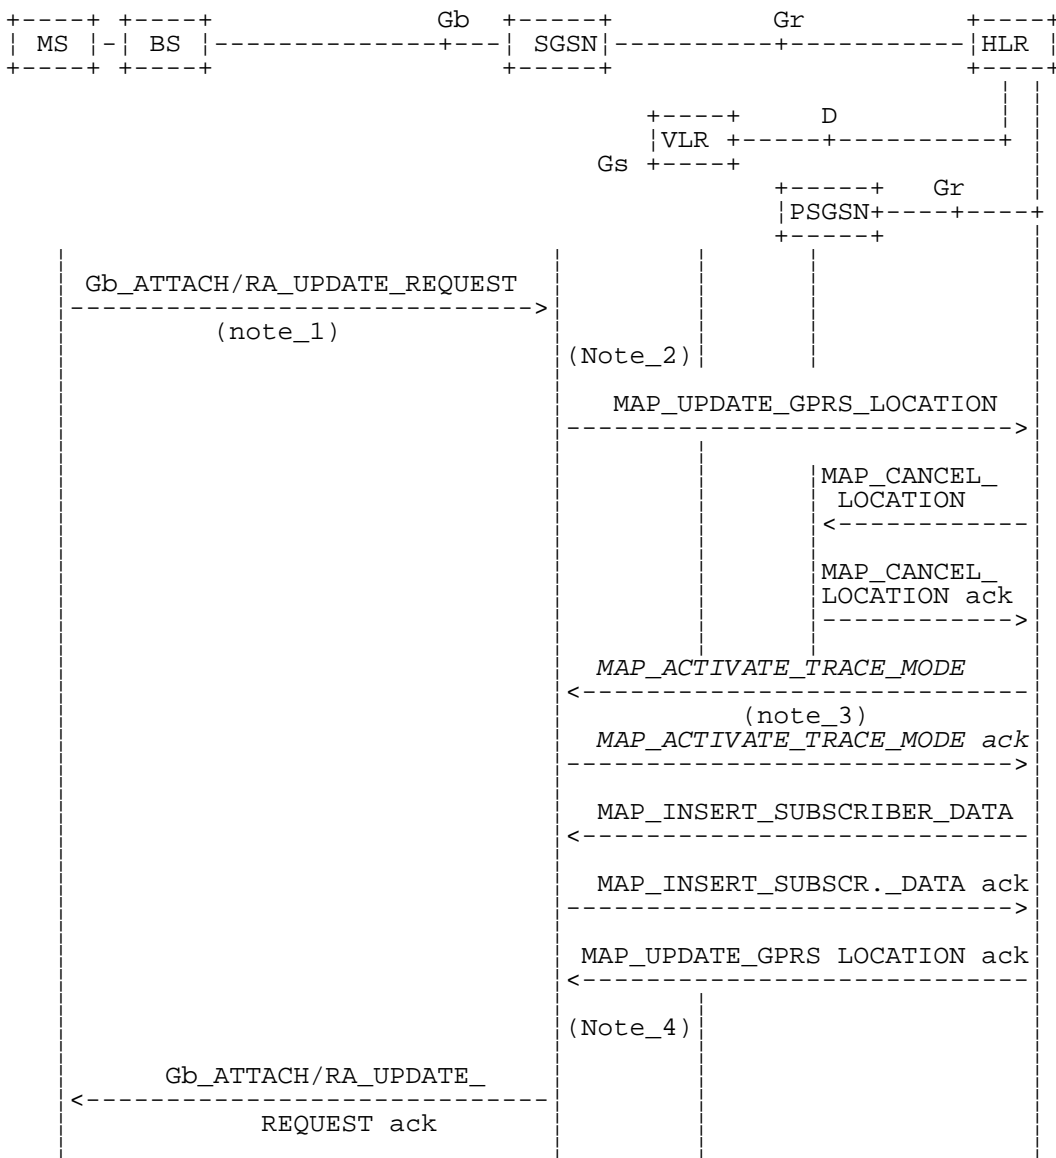 Gb Gr
MS BS SGSN HLR
D
VLR
Gs
Gr
PSGSN
Gb_ATTACH/RA_UPDATE_REQUEST
(note_1)
(Note_2)
MAP_UPDATE_GPRS_LOCATION
MAP_CANCEL_
LOCATION
MAP_CANCEL_
LOCATION ack
MAP_ACTIVATE_TRACE_MODE
(note_3)
MAP_ACTIVATE_TRACE_MODE ack
MAP_INSERT_SUBSCRIBER_DATA
MAP_INSERT_SUBSCR._DATA ack
MAP_UPDATE_GPRS LOCATION ack
(Note_4)
Gb_ATTACH/RA_UPDATE_
REQUEST ack